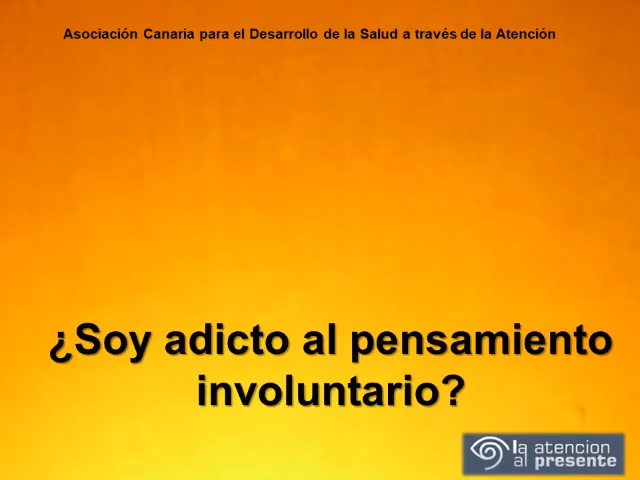 Asociación Canaria para el Desarrollo de la Salud a través de la Atención
¿Soy adicto al pensamiento
involuntario?
la atencion
al presente